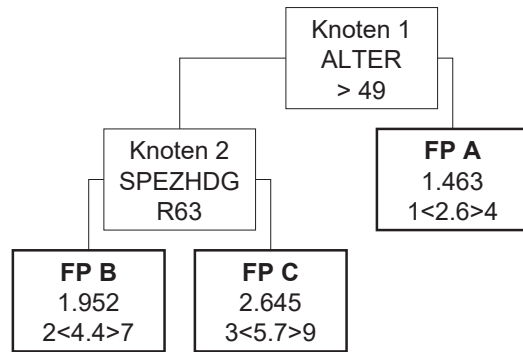 Knoten 1
ALTER
> 49
Knoten 2
SPEZHDG
R63
FP A
1.463
1<2.6>4
FP B
1.952
2<4.4>7
FP C
2.645
3<5.7>9